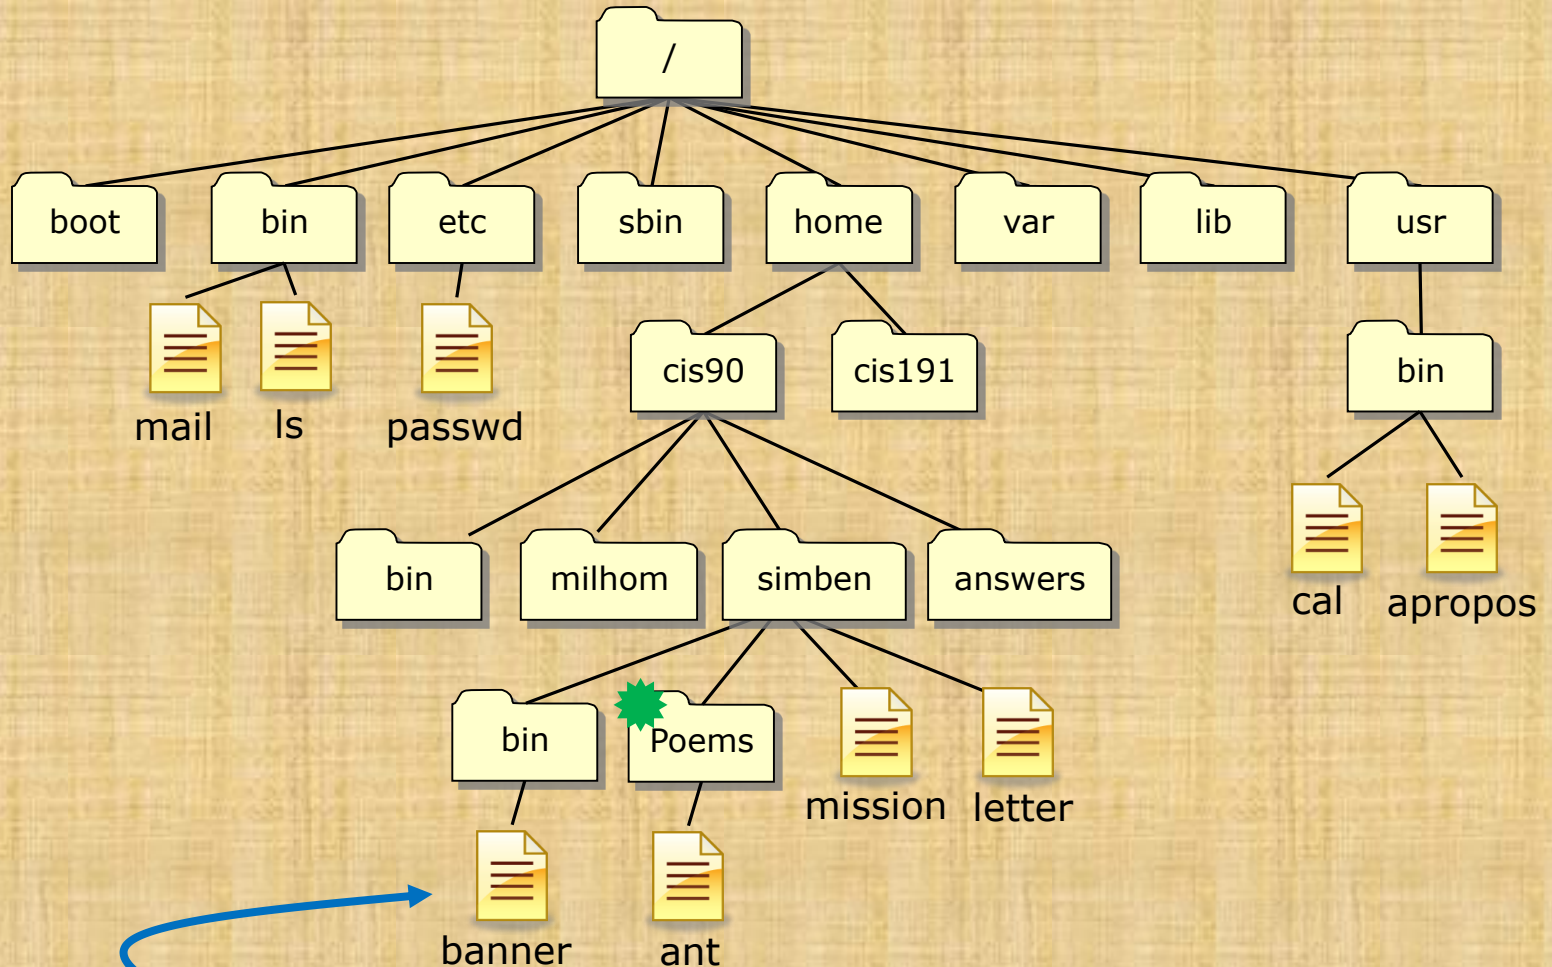 /
boot
bin
etc
sbin
home
var
lib
usr
mail
ls
passwd
cis90
cis191
bin
bin
milhom
simben
answers
cal
apropos
bin
Poems
mission
letter
banner
ant